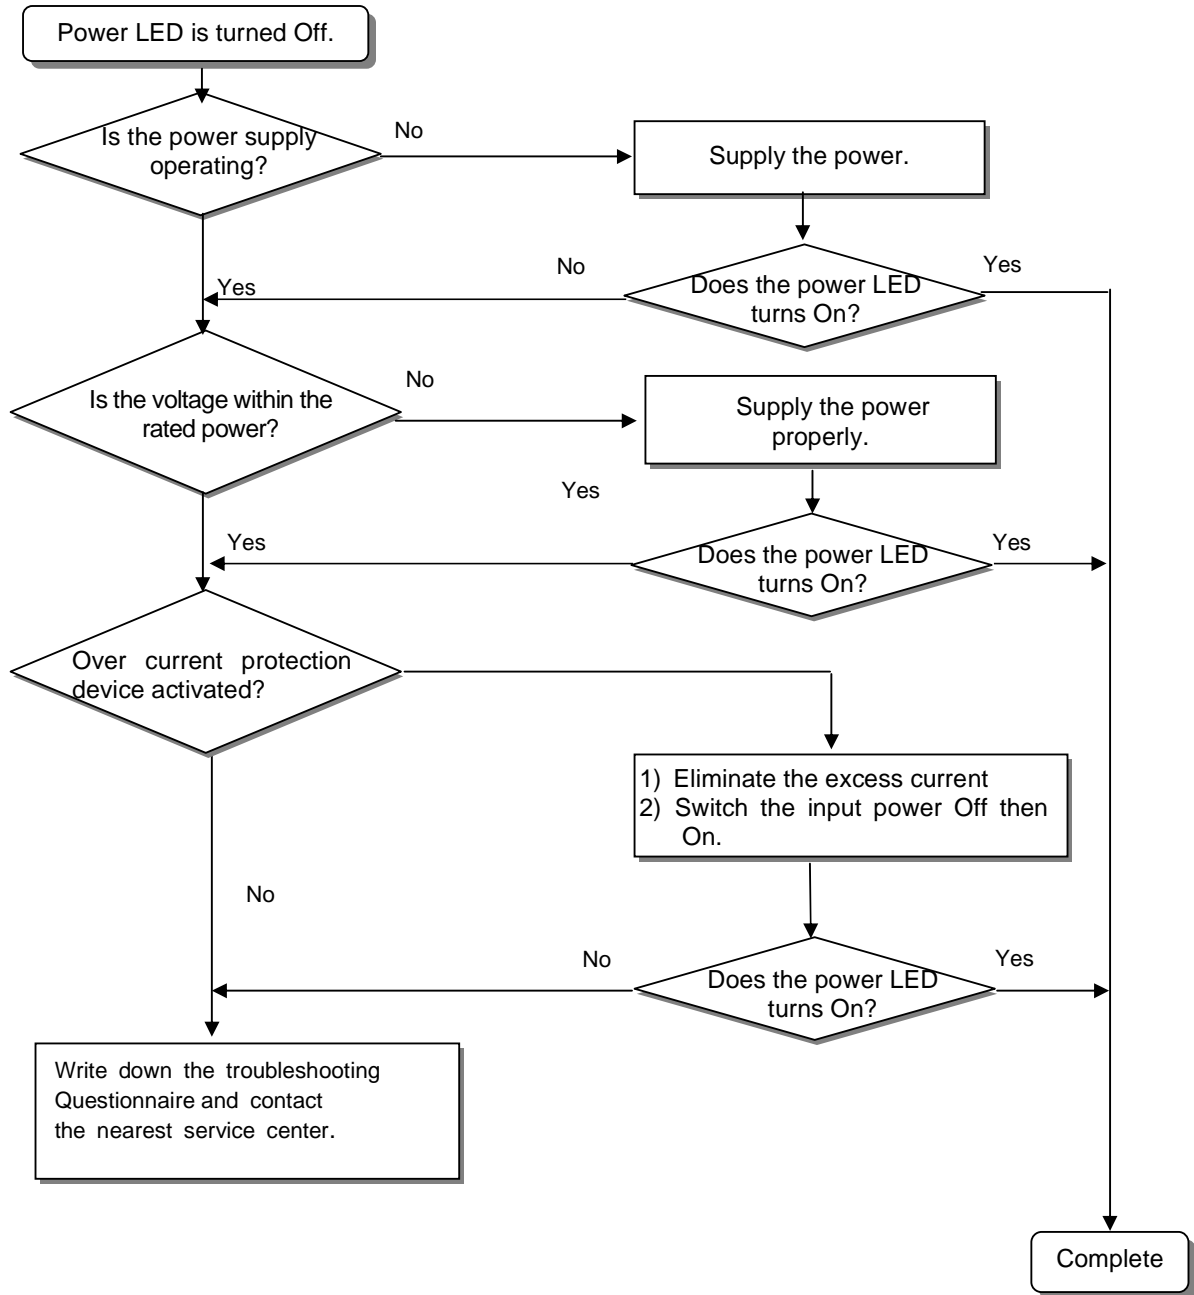 Power LED is turned Off.
Is the power supply
operating?
No
Supply the power.
Yes
No
Does the power LED
turns On?
Yes
Is the voltage within the
rated power?
No
Supply the power
properly.
Yes
Yes
Does the power LED
turns On?
Yes
Over current protection
device activated?
1) Eliminate the excess current
2) Switch the input power Off then
On.
No
No
Does the power LED
turns On?
Yes
Write down the troubleshooting
Questionnaire and contact
the nearest service center.
Complete